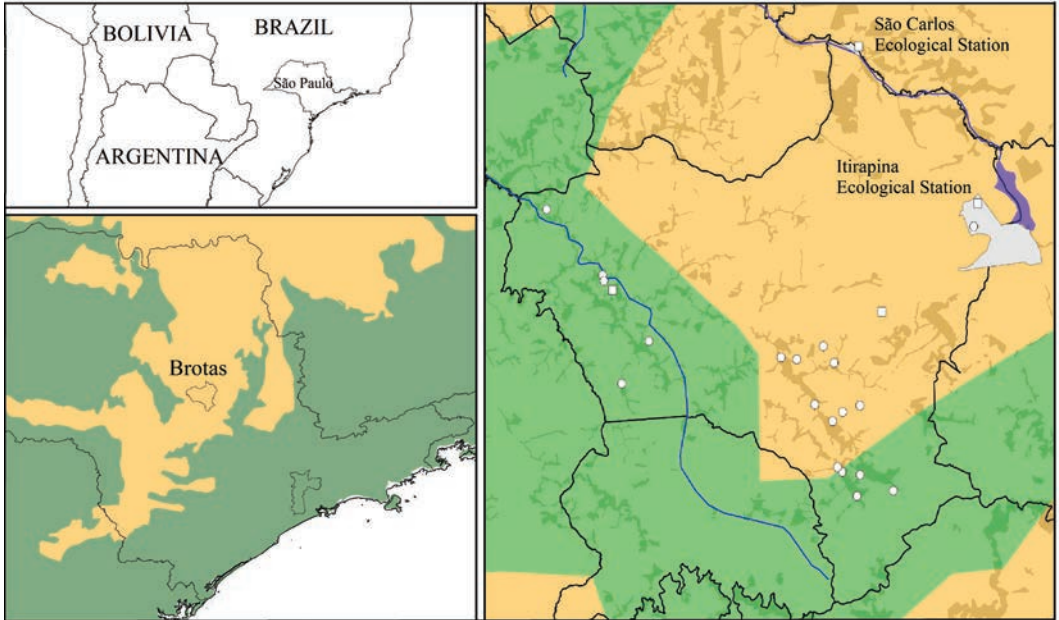 BOLIVIA
BRAZIL
São Paulo
ARGENTINA
Brotas
São Carlos
Ecological Station
Itirapina
Ecological Station